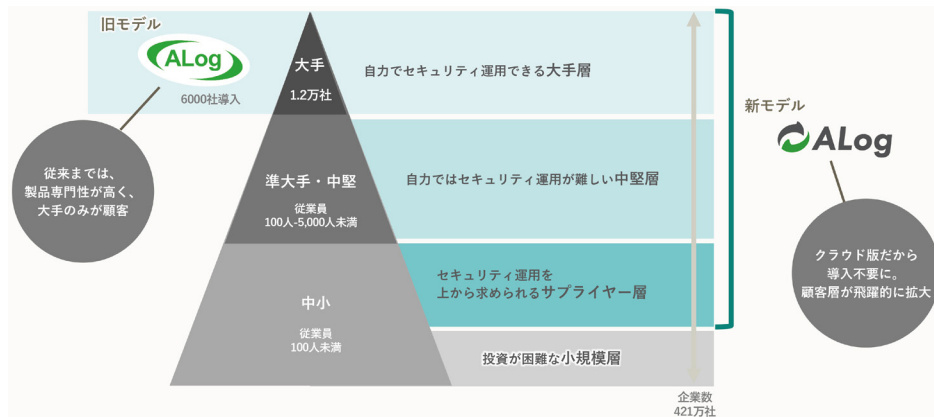 旧モデル
ALog
6000社導入
従来までは、
製品専門性が高く、
大手のみが顧客
大手
1.2万社
自力でセキュリティ運用できる大手層
準大手・中堅
従業員
100人-5,000人未満
自力ではセキュリティ運用が難しい中堅層
中小
従業員
100人未満
セキュリティ運用を
上から求められるサプライヤー層
投資が困難な小規模層
企業数
421万社
新モデル
ALog
クラウド版だから
導入不要に。
顧客層が飛躍的に拡大